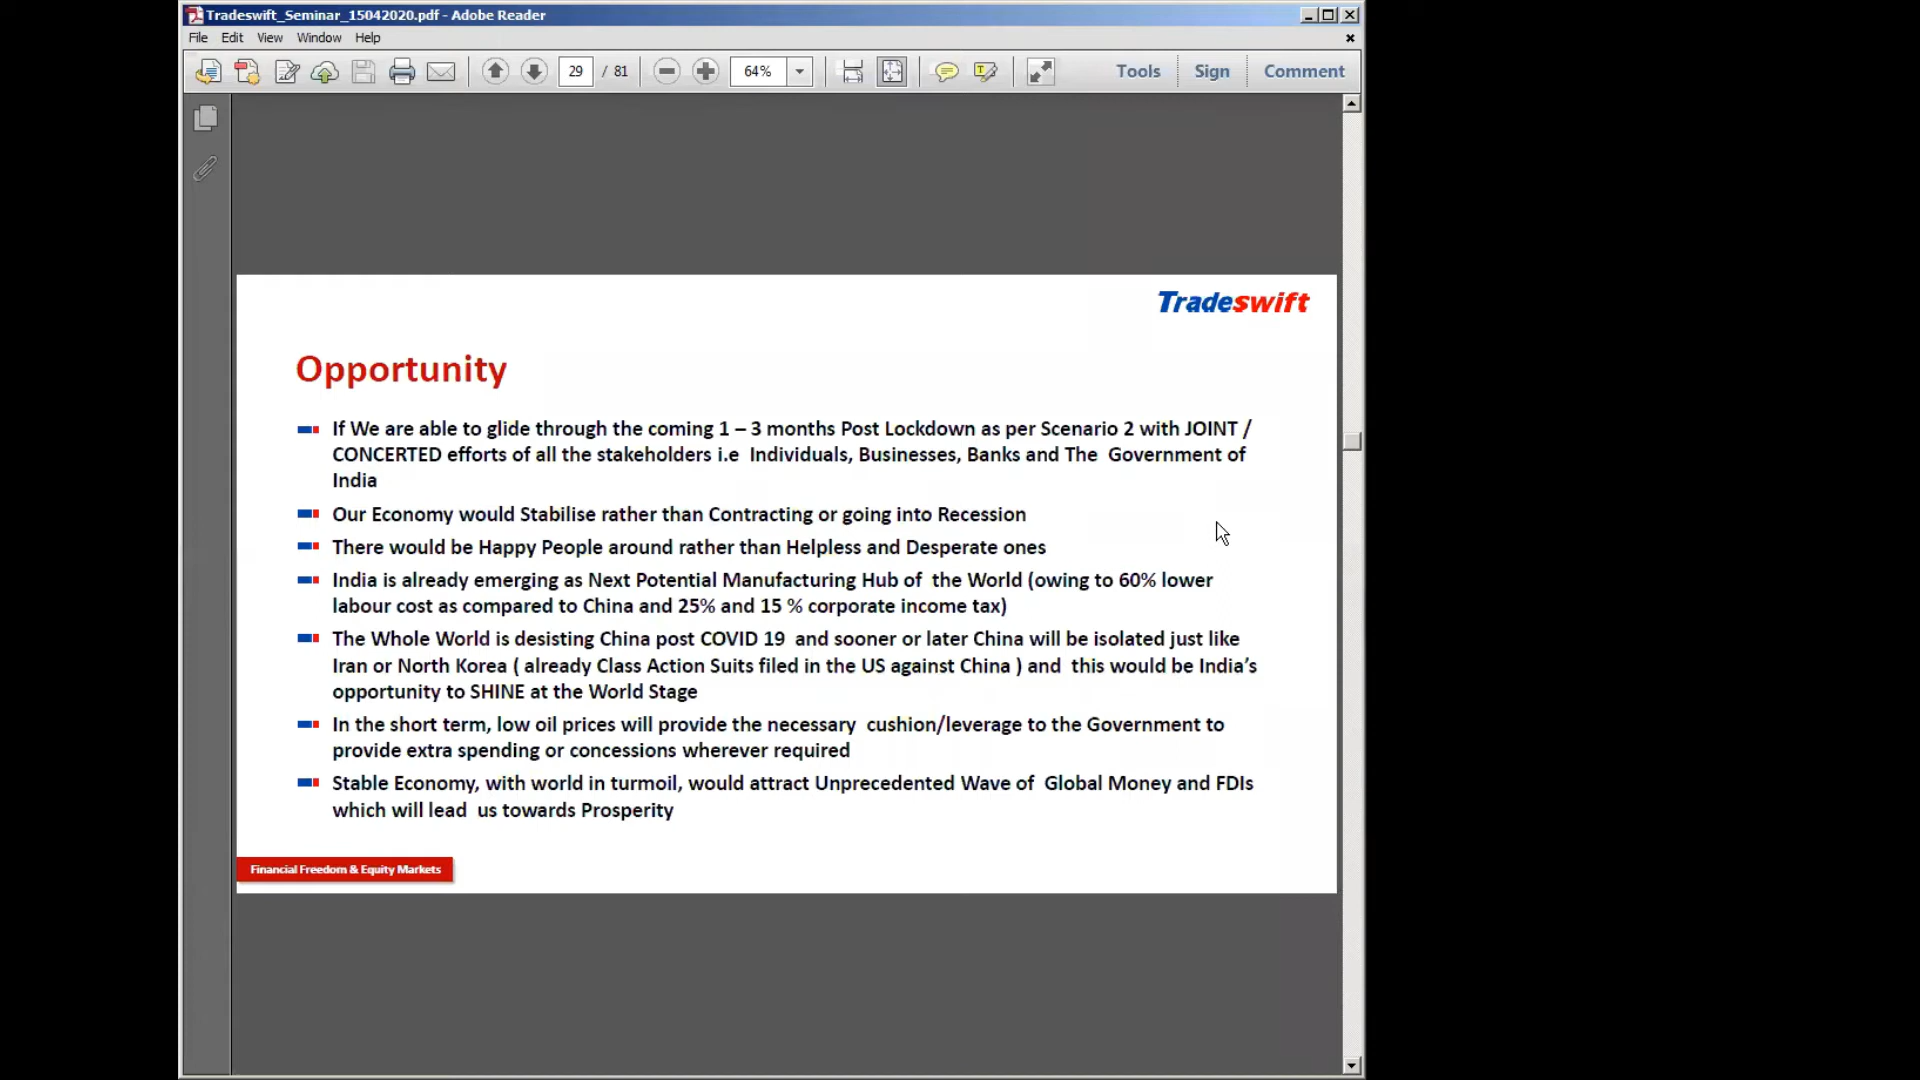 Tradeswift_Seminar_15042020.pdf - Adobe Reader
File Edit View Window Help
29 / 81 64% Tools Sign Comment
Tradeswift
Opportunity
If We are able to glide through the coming 1 – 3 months Post Lockdown as per Scenario 2 with JOINT /
CONCERTED efforts of all the stakeholders i.e Individuals, Businesses, Banks and The Government of
India
Our Economy would Stabilise rather than Contracting or going into Recession
There would be Happy People around rather than Helpless and Desperate ones
India is already emerging as Next Potential Manufacturing Hub of the World (owing to 60% lower
labour cost as compared to China and 25% and 15 % corporate income tax)
The Whole World is desisting China post COVID 19 and sooner or later China will be isolated just like
Iran or North Korea ( already Class Action Suits filed in the US against China ) and this would be India’s
opportunity to SHINE at the World Stage
In the short term, low oil prices will provide the necessary cushion/leverage to the Government to
provide extra spending or concessions wherever required
Stable Economy, with world in turmoil, would attract Unprecedented Wave of Global Money and FDIs
which will lead us towards Prosperity
Financial Freedom & Equity Markets